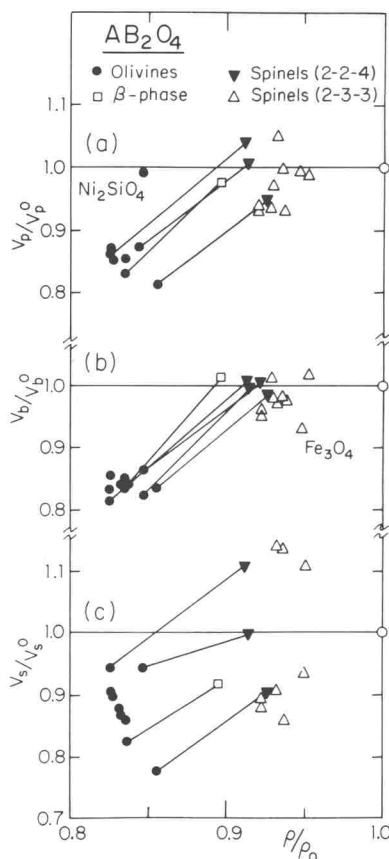 AB₂O₄
● Olivines ▼ Spinels (2-2-4)
□ β-phase △ Spinels (2-3-3)
1.1
(a)
1.0
Ni₂SiO₄
Vp/Vp⁰
0.9
0.8
(b)
1.0
Vb/Vb⁰
0.9
Fe₃O₄
0.8
1.1
(c)
1.0
Vs/Vs⁰
0.9
0.8
0.7
0.8 0.9 1.0
ρ/ρ₀